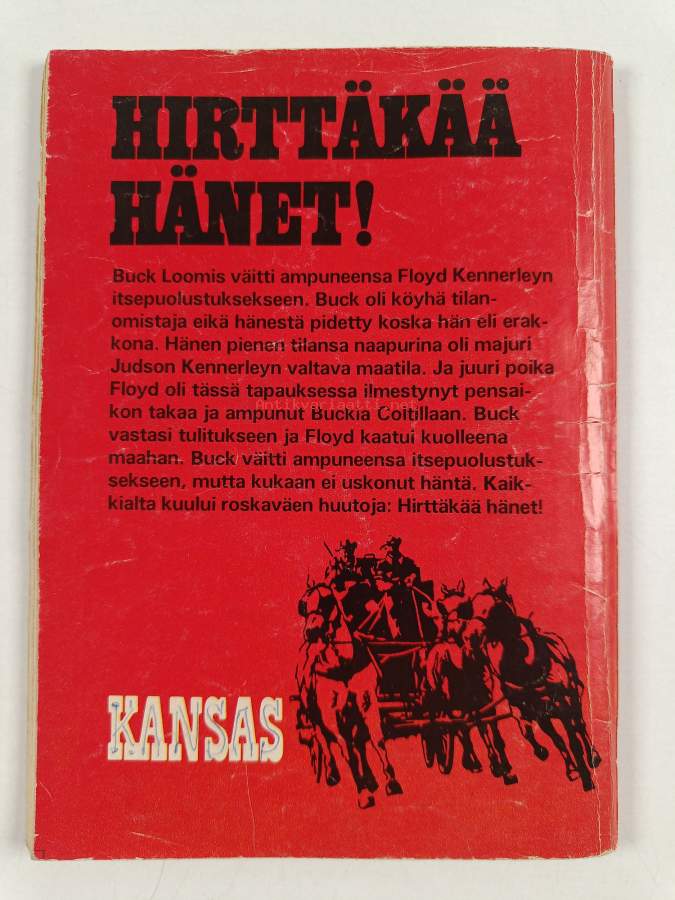 HIRTTÄKÄÄ
HÄNET!
Buck Loomis väitti ampuneensa Floyd Kennerleyn
itsepuolustuksekseen. Buck oli köyhä tilan-
omistaja eikä hänestä pidetty koska hän eli erak-
kona. Hänen pienen tilansa naapurina oli majuri
Judson Kennerleyn valtava maatila. Ja juuri poika
Floyd oli tässä tapauksessa ilmestynyt pensai-
kon takaa ja ampunut Buckia Coltillaan. Buck
Antikvariaatti.net
vastasi tulitukseen ja Floyd kaatui kuolleena
maahan. Buck väitti ampuneensa itsepuolustuk-
sekseen, mutta kukaan ei uskonut häntä. Kaik-
kialta kuului roskaväen huutoja: Hirttäkää hänet!
KANSAS